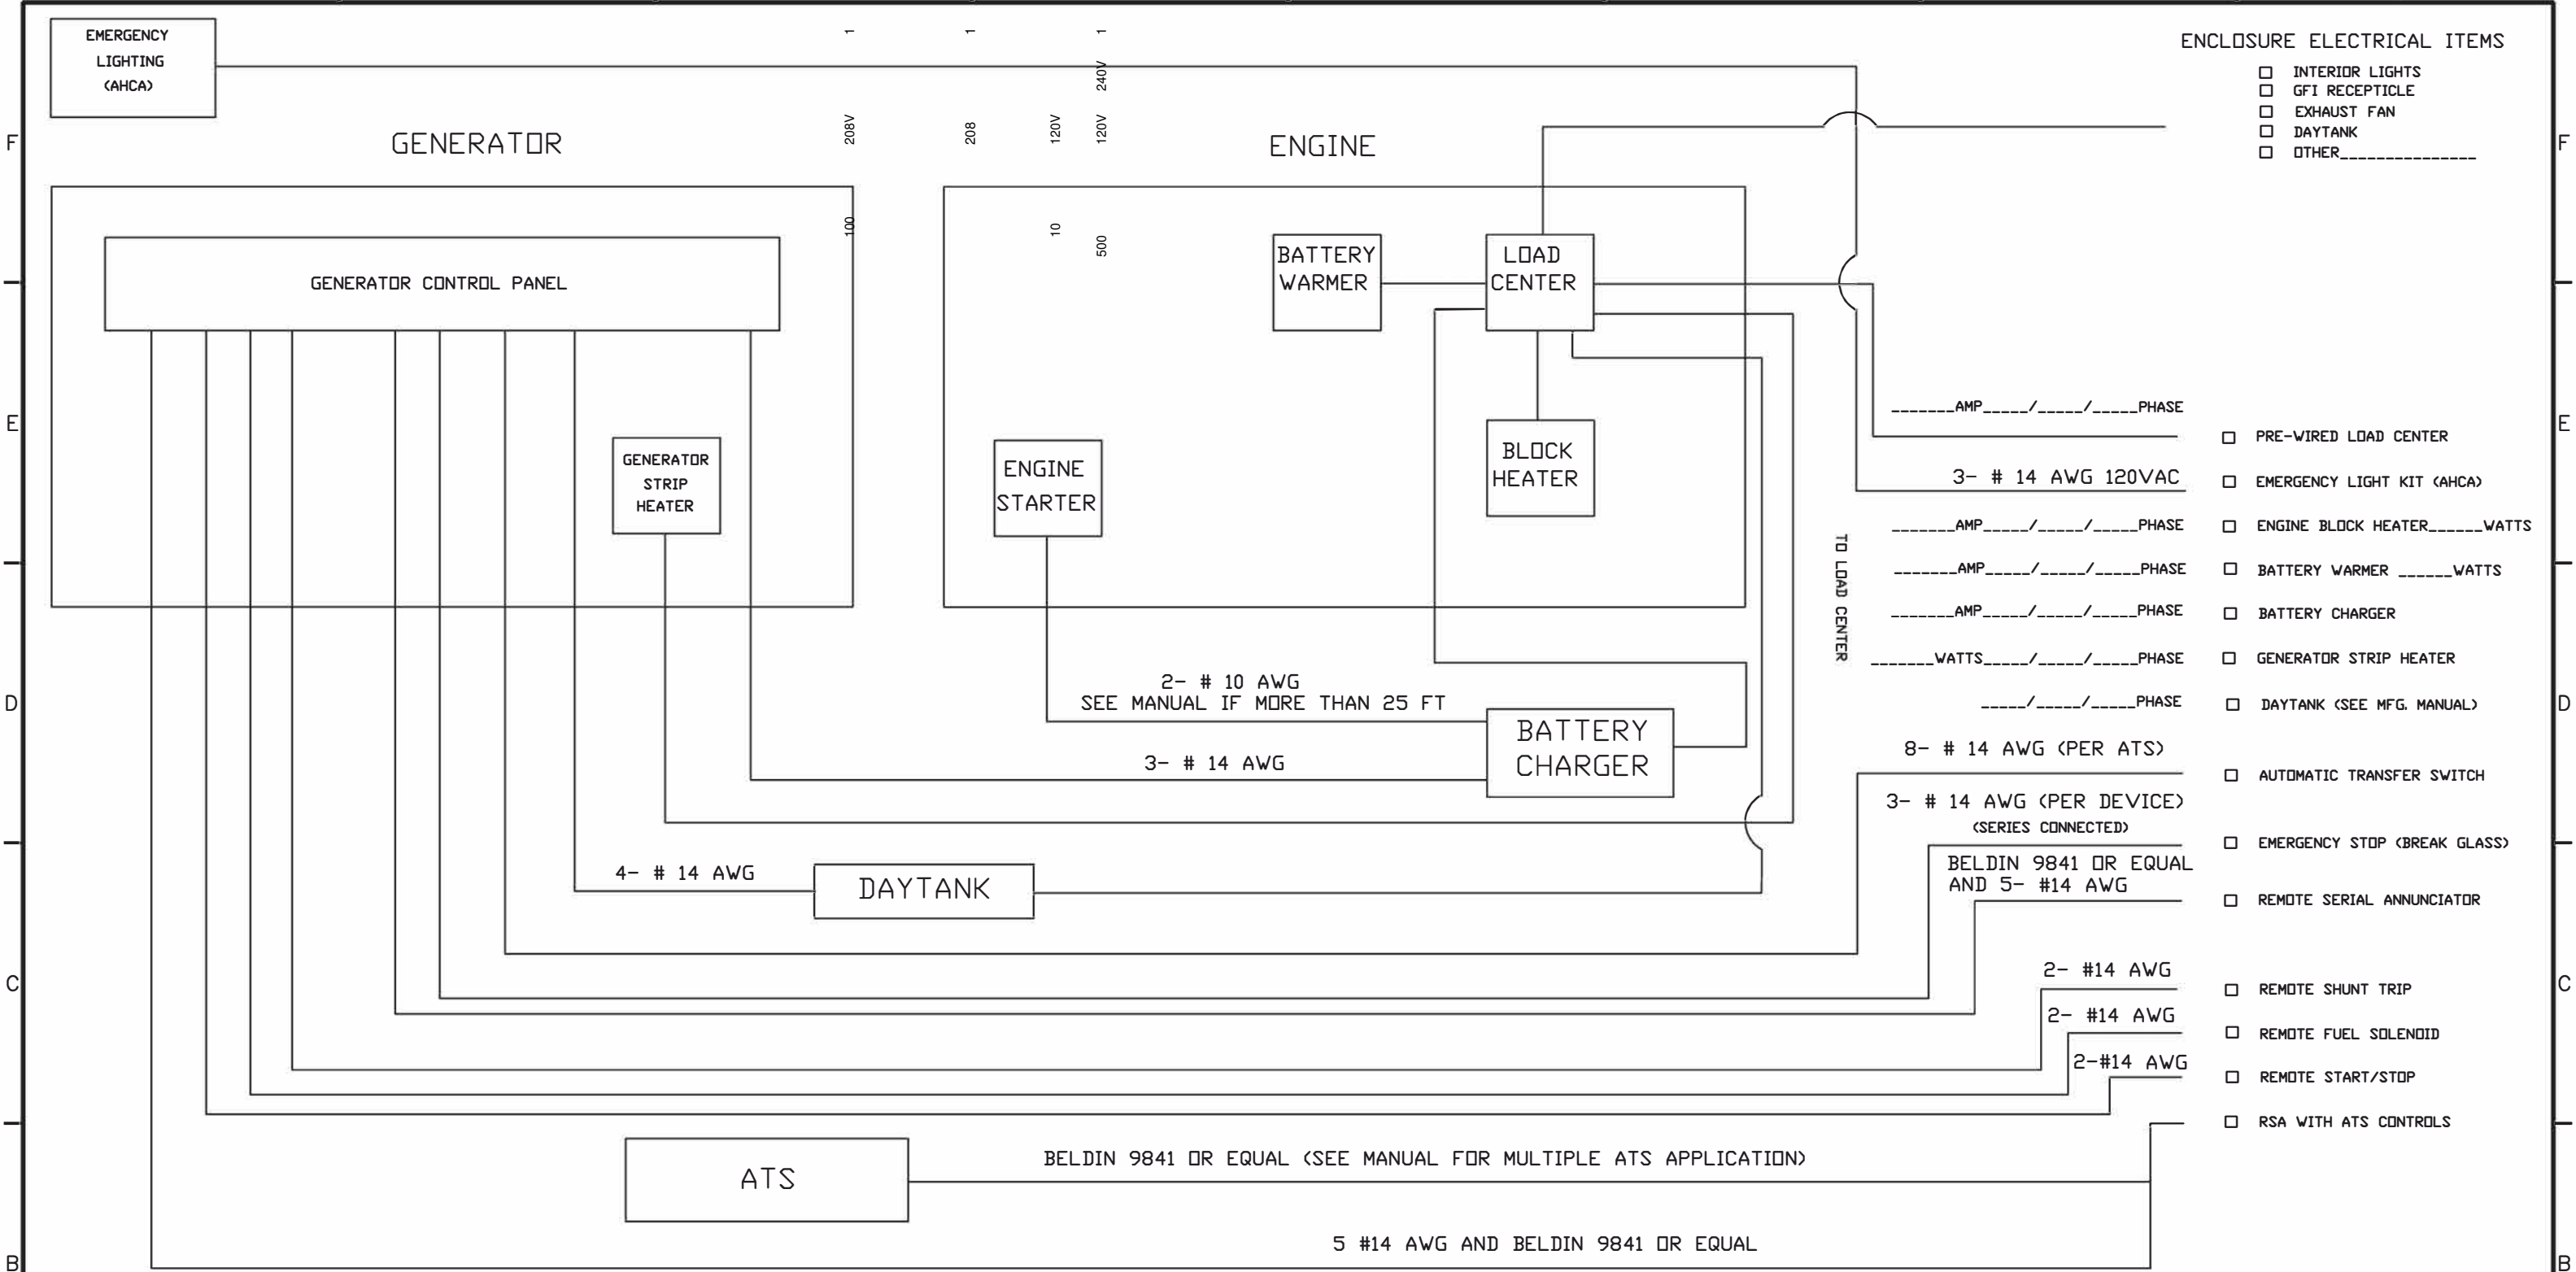 EMERGENCY
LIGHTING
(AHCA)
1
1
1
240V
208V
208
120V
120V
100
10
500
ENCLOSURE ELECTRICAL ITEMS
INTERIOR LIGHTS
GFI RECEPTICLE
EXHAUST FAN
DAYTANK
OTHER_______________
F
F
GENERATOR
ENGINE
GENERATOR CONTROL PANEL
BATTERY
WARMER
LOAD
CENTER
E
E
GENERATOR
STRIP
HEATER
ENGINE
STARTER
BLOCK
HEATER
_______AMP_____/_____/_____PHASE
PRE-WIRED LOAD CENTER
3- # 14 AWG 120VAC
EMERGENCY LIGHT KIT (AHCA)
_______AMP_____/_____/_____PHASE
ENGINE BLOCK HEATER______WATTS
TO LOAD CENTER
_______AMP_____/_____/_____PHASE
BATTERY WARMER ______WATTS
_______AMP_____/_____/_____PHASE
BATTERY CHARGER
_______WATTS_____/_____/_____PHASE
GENERATOR STRIP HEATER
D
D
2- # 10 AWG
SEE MANUAL IF MORE THAN 25 FT
_____/_____/_____PHASE
DAYTANK (SEE MFG. MANUAL)
BATTERY
CHARGER
3- # 14 AWG
8- # 14 AWG (PER ATS)
AUTOMATIC TRANSFER SWITCH
3- # 14 AWG (PER DEVICE)
(SERIES CONNECTED)
EMERGENCY STOP (BREAK GLASS)
4- # 14 AWG
DAYTANK
BELDIN 9841 OR EQUAL
AND 5- #14 AWG
REMOTE SERIAL ANNUNCIATOR
C
C
2- #14 AWG
REMOTE SHUNT TRIP
2- #14 AWG
REMOTE FUEL SOLENOID
2-#14 AWG
REMOTE START/STOP
RSA WITH ATS CONTROLS
ATS
BELDIN 9841 OR EQUAL (SEE MANUAL FOR MULTIPLE ATS APPLICATION)
5 #14 AWG AND BELDIN 9841 OR EQUAL
B
B